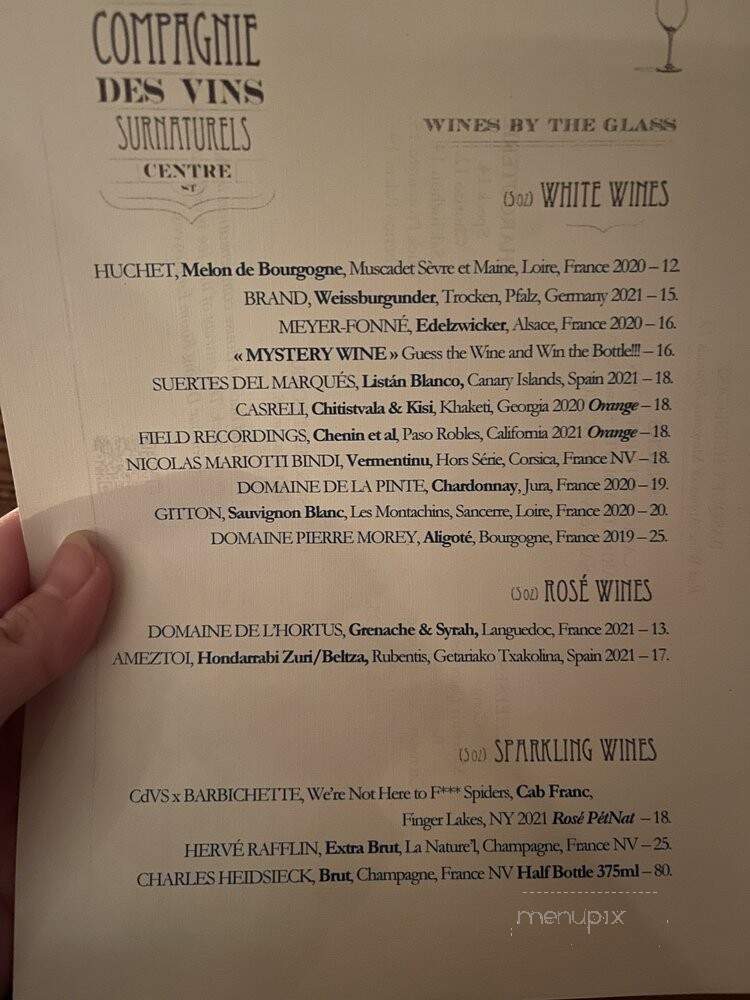 COMPAGNIE
DES VINS
SURNATURELS
CENTRE
ST
WINES BY THE GLASS
(5 oz) WHITE WINES
HUCHET, Melon de Bourgogne, Muscadet Sèvre et Maine, Loire, France 2020 – 12.
BRAND, Weissburgunder, Trocken, Pfalz, Germany 2021 – 15.
MEYER-FONNÉ, Edelzwicker, Alsace, France 2020 – 16.
« MYSTERY WINE » Guess the Wine and Win the Bottle!!! – 16.
SUERTES DEL MARQUÉS, Listán Blanco, Canary Islands, Spain 2021 – 18.
CASRELI, Chitistvala & Kisi, Khaketi, Georgia 2020 Orange – 18.
FIELD RECORDINGS, Chenin et al, Paso Robles, California 2021 Orange – 18.
NICOLAS MARIOTTI BINDI, Vermentinu, Hors Série, Corsica, France NV – 18.
DOMAINE DE LA PINTE, Chardonnay, Jura, France 2020 – 19.
GITTON, Sauvignon Blanc, Les Montachins, Sancerre, Loire, France 2020 – 20.
DOMAINE PIERRE MOREY, Aligoté, Bourgogne, France 2019 – 25.
(5 oz) ROSÉ WINES
DOMAINE DE L'HORTUS, Grenache & Syrah, Languedoc, France 2021 – 13.
AMEZTOI, Hondarrabi Zuri/Beltza, Rubentis, Getariako Txakolina, Spain 2021 – 17.
(5 oz) SPARKLING WINES
CdVS x BARBICHETTE, We're Not Here to F*** Spiders, Cab Franc,
Finger Lakes, NY 2021 Rosé PétNat – 18.
HERVÉ RAFFLIN, Extra Brut, La Nature'l, Champagne, France NV – 25.
CHARLES HEIDSIECK, Brut, Champagne, France NV Half Bottle 375ml – 80.
menupix